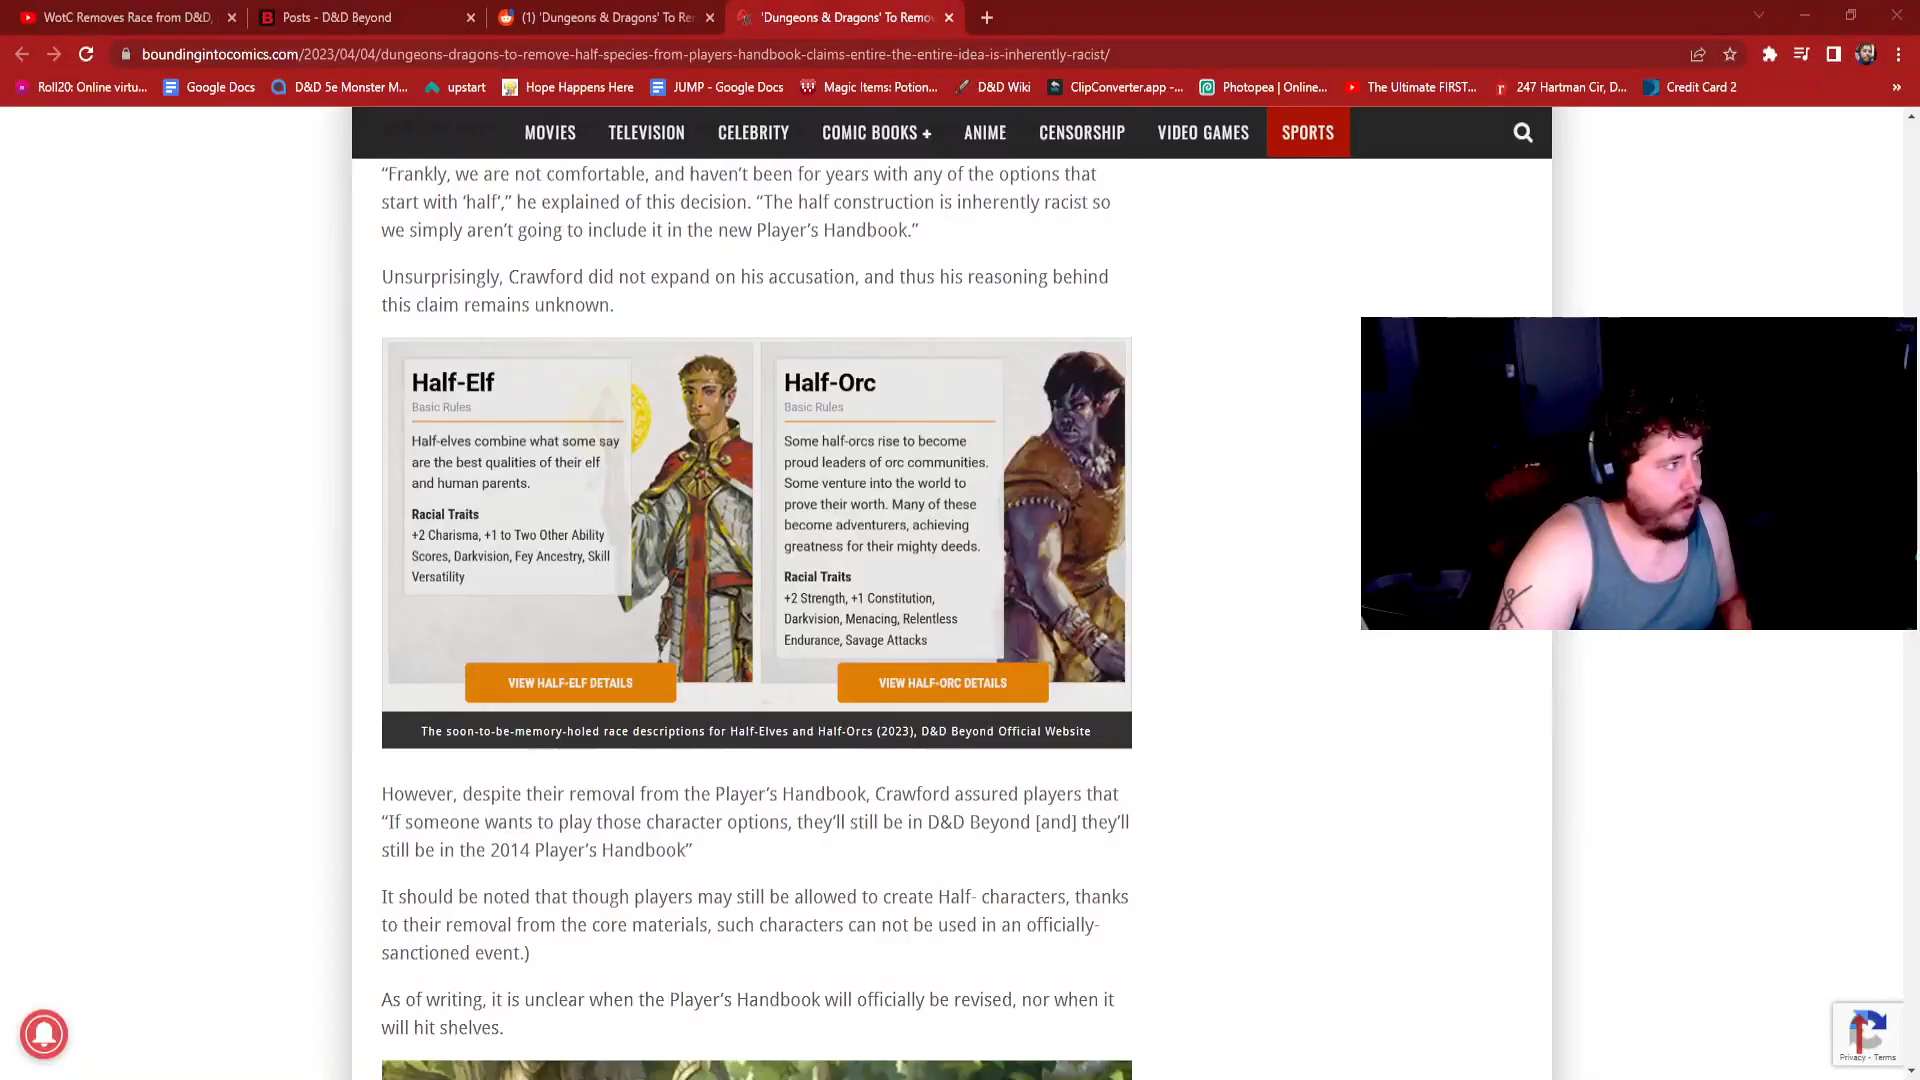 WotC Removes Race from D&D,
Posts - D&D Beyond
(1) 'Dungeons & Dragons' To Re
'Dungeons & Dragons' To Remo
boundingintocomics.com/2023/04/04/dungeons-dragons-to-remove-half-species-from-players-handbook-claims-entire-the-entire-idea-is-inherently-racist/
Roll20: Online virtu...
Google Docs
D&D 5e Monster M...
upstart
Hope Happens Here
JUMP - Google Docs
Magic Items: Potion...
D&D Wiki
ClipConverter.app -...
Photopea | Online...
The Ultimate FIRST...
247 Hartman Cir, D...
Credit Card 2
»
MOVIES TELEVISION CELEBRITY COMIC BOOKS + ANIME CENSORSHIP VIDEO GAMES SPORTS
“Frankly, we are not comfortable, and haven’t been for years with any of the options that
start with ‘half’,” he explained of this decision. “The half construction is inherently racist so
we simply aren’t going to include it in the new Player’s Handbook.”
Unsurprisingly, Crawford did not expand on his accusation, and thus his reasoning behind
this claim remains unknown.
Half-Elf
Basic Rules
Half-elves combine what some say
are the best qualities of their elf
and human parents.
Racial Traits
+2 Charisma, +1 to Two Other Ability
Scores, Darkvision, Fey Ancestry, Skill
Versatility
VIEW HALF-ELF DETAILS
Half-Orc
Basic Rules
Some half-orcs rise to become
proud leaders of orc communities.
Some venture into the world to
prove their worth. Many of these
become adventurers, achieving
greatness for their mighty deeds.
Racial Traits
+2 Strength, +1 Constitution,
Darkvision, Menacing, Relentless
Endurance, Savage Attacks
VIEW HALF-ORC DETAILS
The soon-to-be-memory-holed race descriptions for Half-Elves and Half-Orcs (2023), D&D Beyond Official Website
However, despite their removal from the Player’s Handbook, Crawford assured players that
“If someone wants to play those character options, they’ll still be in D&D Beyond [and] they’ll
still be in the 2014 Player’s Handbook”
It should be noted that though players may still be allowed to create Half- characters, thanks
to their removal from the core materials, such characters can not be used in an officially-
sanctioned event.)
As of writing, it is unclear when the Player’s Handbook will officially be revised, nor when it
will hit shelves.
Privacy - Terms